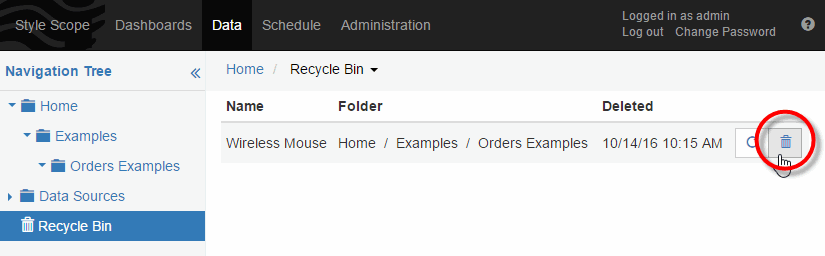 Style Scope Dashboards Data Schedule Administration
Logged in as admin
Log out Change Password
?
Navigation Tree «
Home / Recycle Bin
Home
Examples
Orders Examples
Data Sources
Recycle Bin
Name Folder Deleted
Wireless Mouse Home / Examples / Orders Examples 10/14/16 10:15 AM